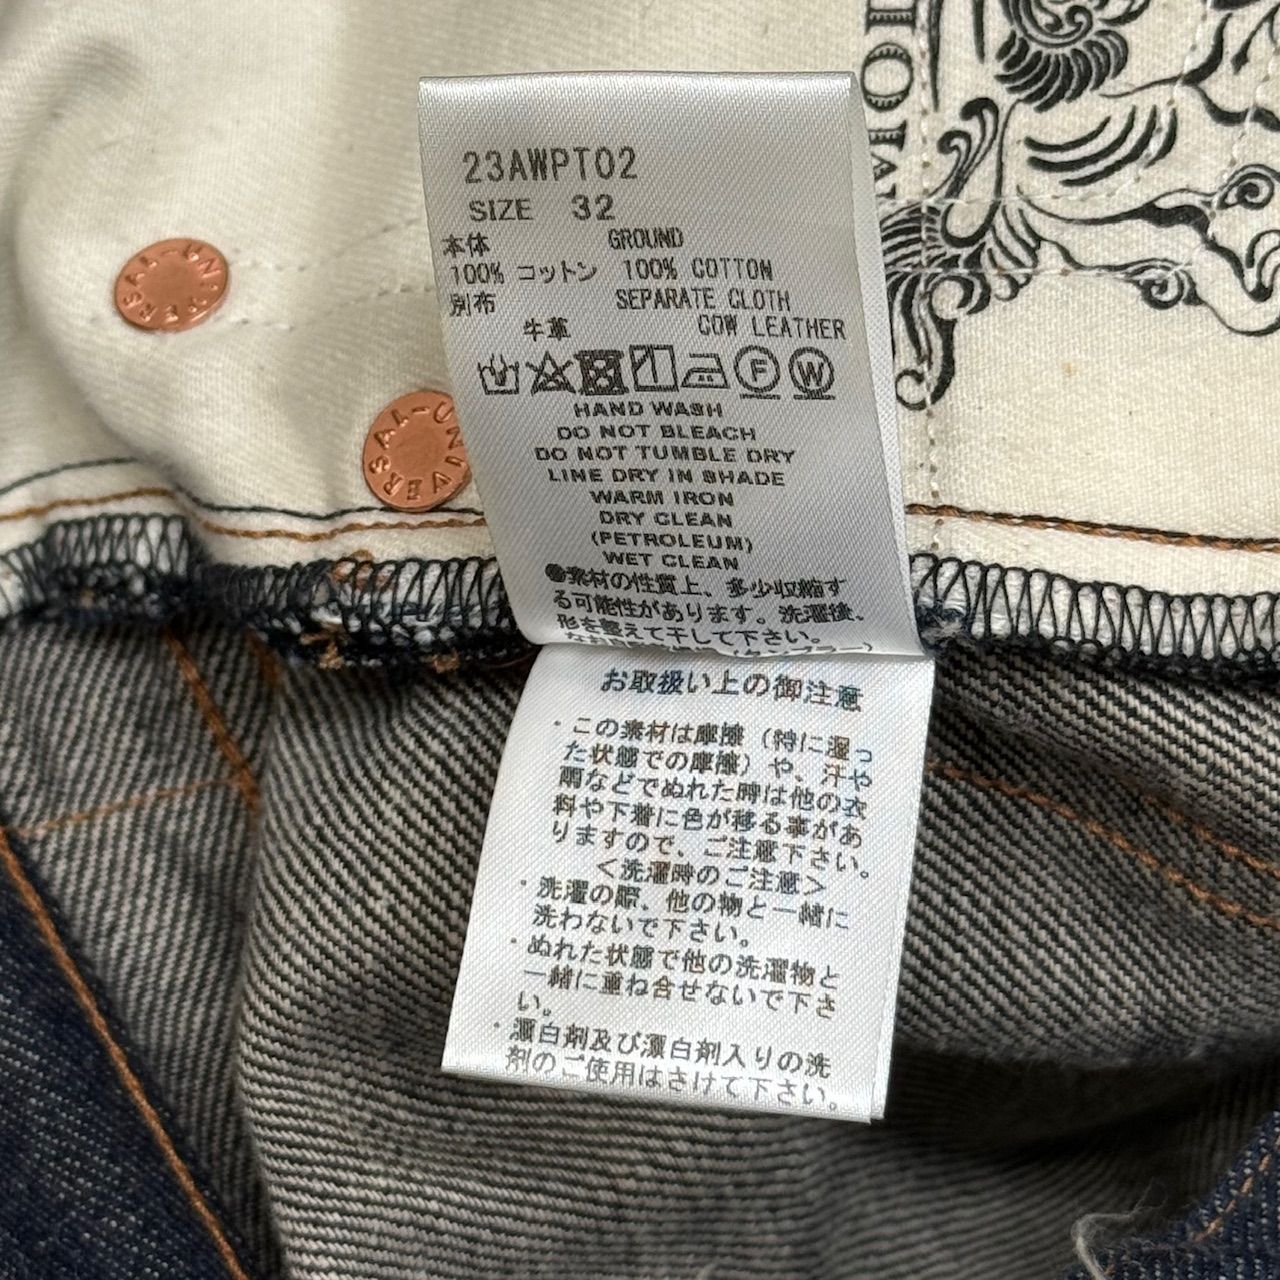 23AWPT02
SIZE 32
本体 GROUND
100% コットン 100% COTTON
別布 SEPARATE CLOTH
牛革 COW LEATHER
F W
HAND WASH
DO NOT BLEACH
DO NOT TUMBLE DRY
LINE DRY IN SHADE
WARM IRON
DRY CLEAN
(PETROLEUM)
WET CLEAN
●素材の性質上、多少収縮す
る可能性があります。洗濯後、
形を整えて干して下さい。
お取扱い上の御注意
・この素材は摩擦（特に湿っ
た状態での摩擦）や、汗や
雨などでぬれた時は他の衣
料や下着に色が移る事があ
りますので、ご注意下さい。
＜洗濯時のご注意＞
・洗濯の際、他の物と一緒に
洗わないで下さい。
・ぬれた状態で他の洗濯物と
一緒に重ね合せないで下さ
い。
・漂白剤及び漂白剤入りの洗
剤のご使用はさけて下さい。
UNIVERSAL
UNIVERSAL